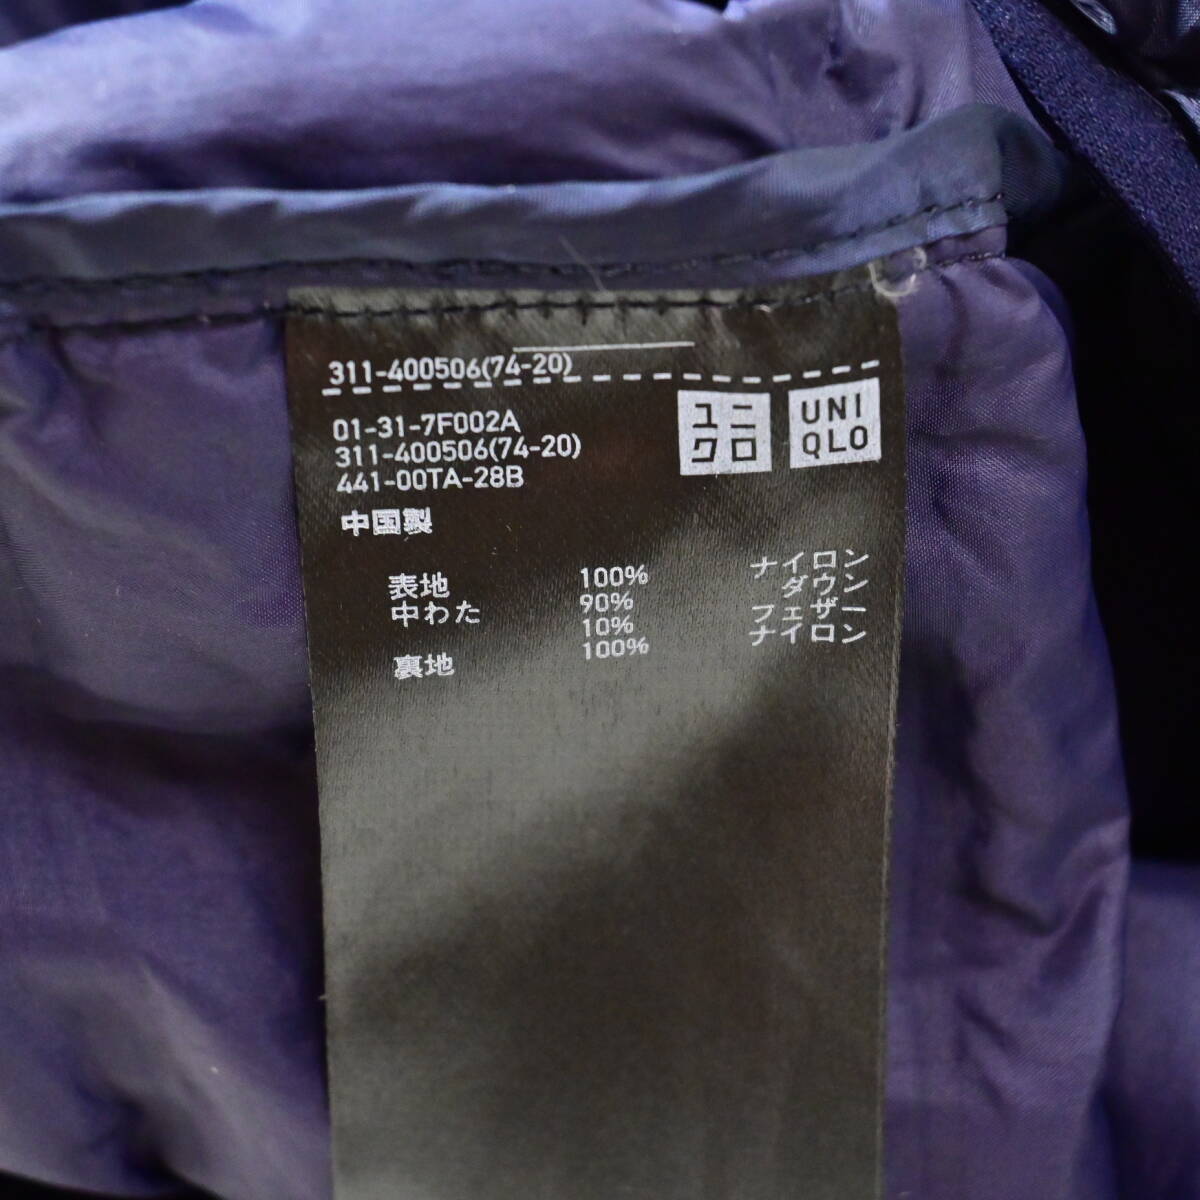 311-400506(74-20)
01-31-7F002A
311-400506(74-20)
441-00TA-28B
中国製
ユニ
クロ
UNI
QLO
表地 100% ナイロン
中わた 90% ダウン
10% フェザー
裏地 100% ナイロン